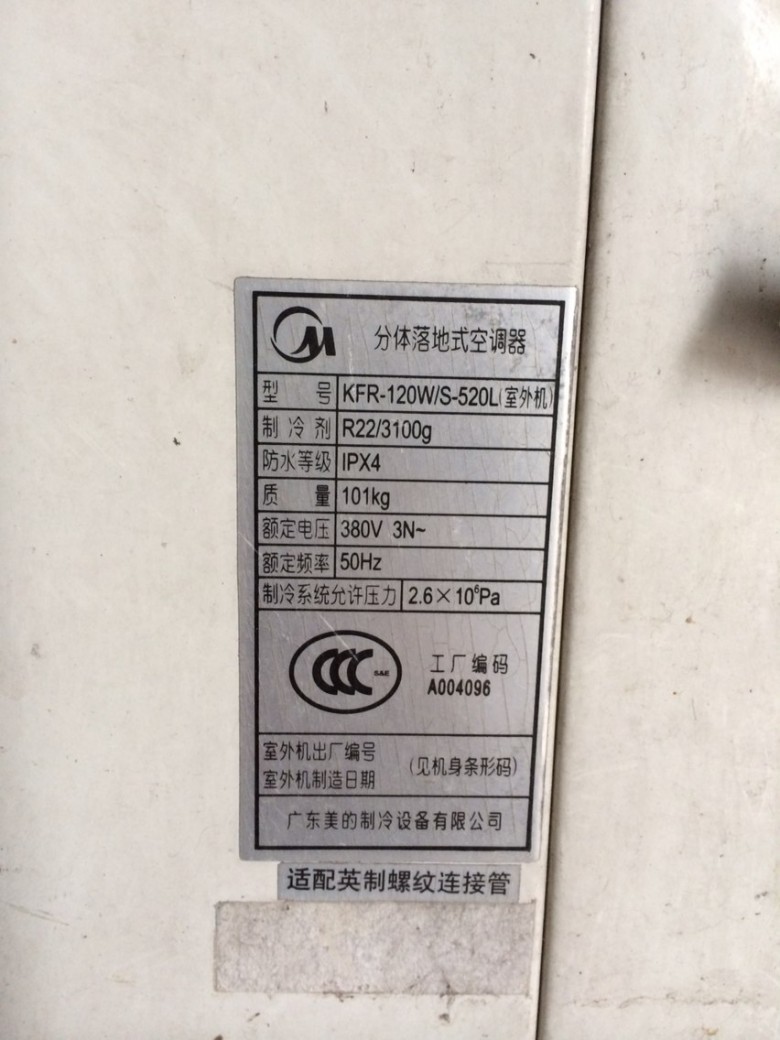 分体落地式空调器
型号 KFR-120W/S-520L(室外机)
制冷剂 R22/3100g
防水等级 IPX4
质量 101kg
额定电压 380V 3N~
额定频率 50Hz
制冷系统允许压力 2.6×10⁶Pa
CCC S&E
工厂编码
A004096
室外机出厂编号
室外机制造日期
(见机身条形码)
广东美的制冷设备有限公司
适配英制螺纹连接管